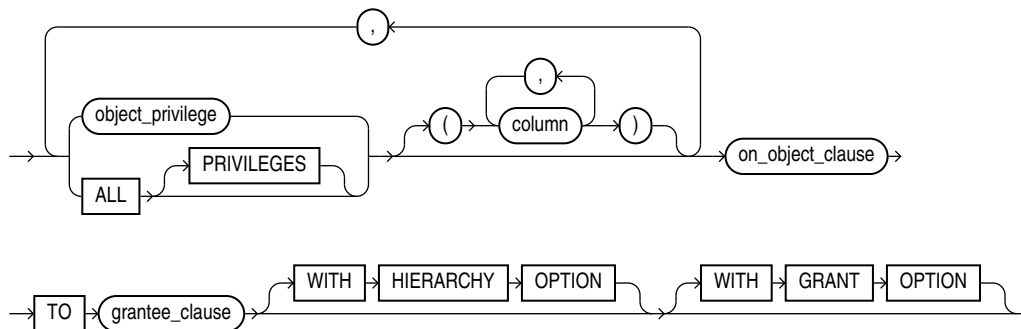 ,
,
object_privilege
( column )
PRIVILEGES
on_object_clause
ALL
WITH HIERARCHY OPTION WITH GRANT OPTION
TO grantee_clause